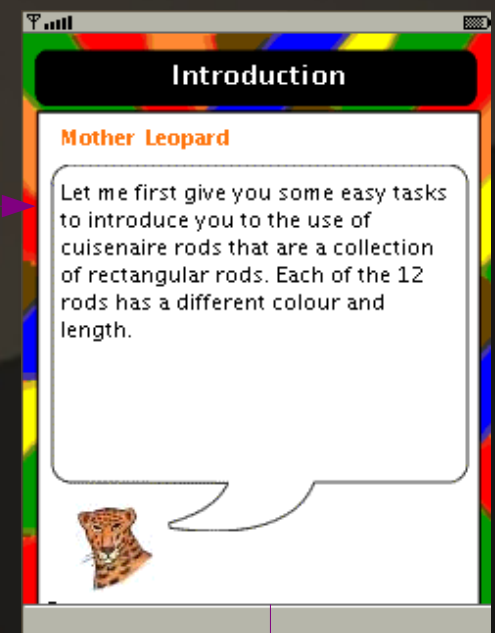 Introduction
Mother Leopard
Let me first give you some easy tasks
to introduce you to the use of
cuisenaire rods that are a collection
of rectangular rods. Each of the 12
rods has a different colour and
length.